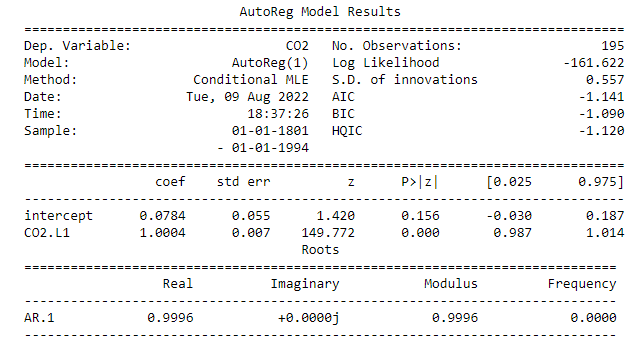 AutoReg Model Results
==============================================================================
Dep. Variable:                    CO2   No. Observations:                  195
Model:                     AutoReg(1)   Log Likelihood                -161.622
Method:               Conditional MLE   S.D. of innovations              0.557
Date:                Tue, 09 Aug 2022   AIC                             -1.141
Time:                        18:37:26   BIC                             -1.090
Sample:                    01-01-1801   HQIC                            -1.120
                         - 01-01-1994
==============================================================================
                 coef    std err          z      P>|z|      [0.025      0.975]
------------------------------------------------------------------------------
intercept      0.0784      0.055      1.420      0.156      -0.030       0.187
CO2.L1         1.0004      0.007    149.772      0.000       0.987       1.014
                                    Roots
=============================================================================
                  Real          Imaginary           Modulus         Frequency
-----------------------------------------------------------------------------
AR.1            0.9996           +0.0000j            0.9996            0.0000
-----------------------------------------------------------------------------